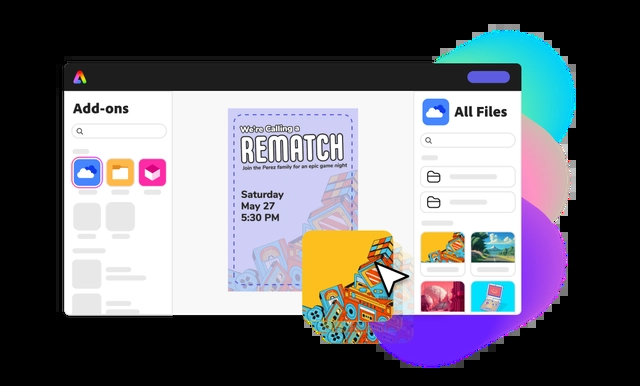 Add-ons
We're Calling a
REMATCH
Join the Perez family for an epic game night
Saturday
May 27
5:30 PM
All Files